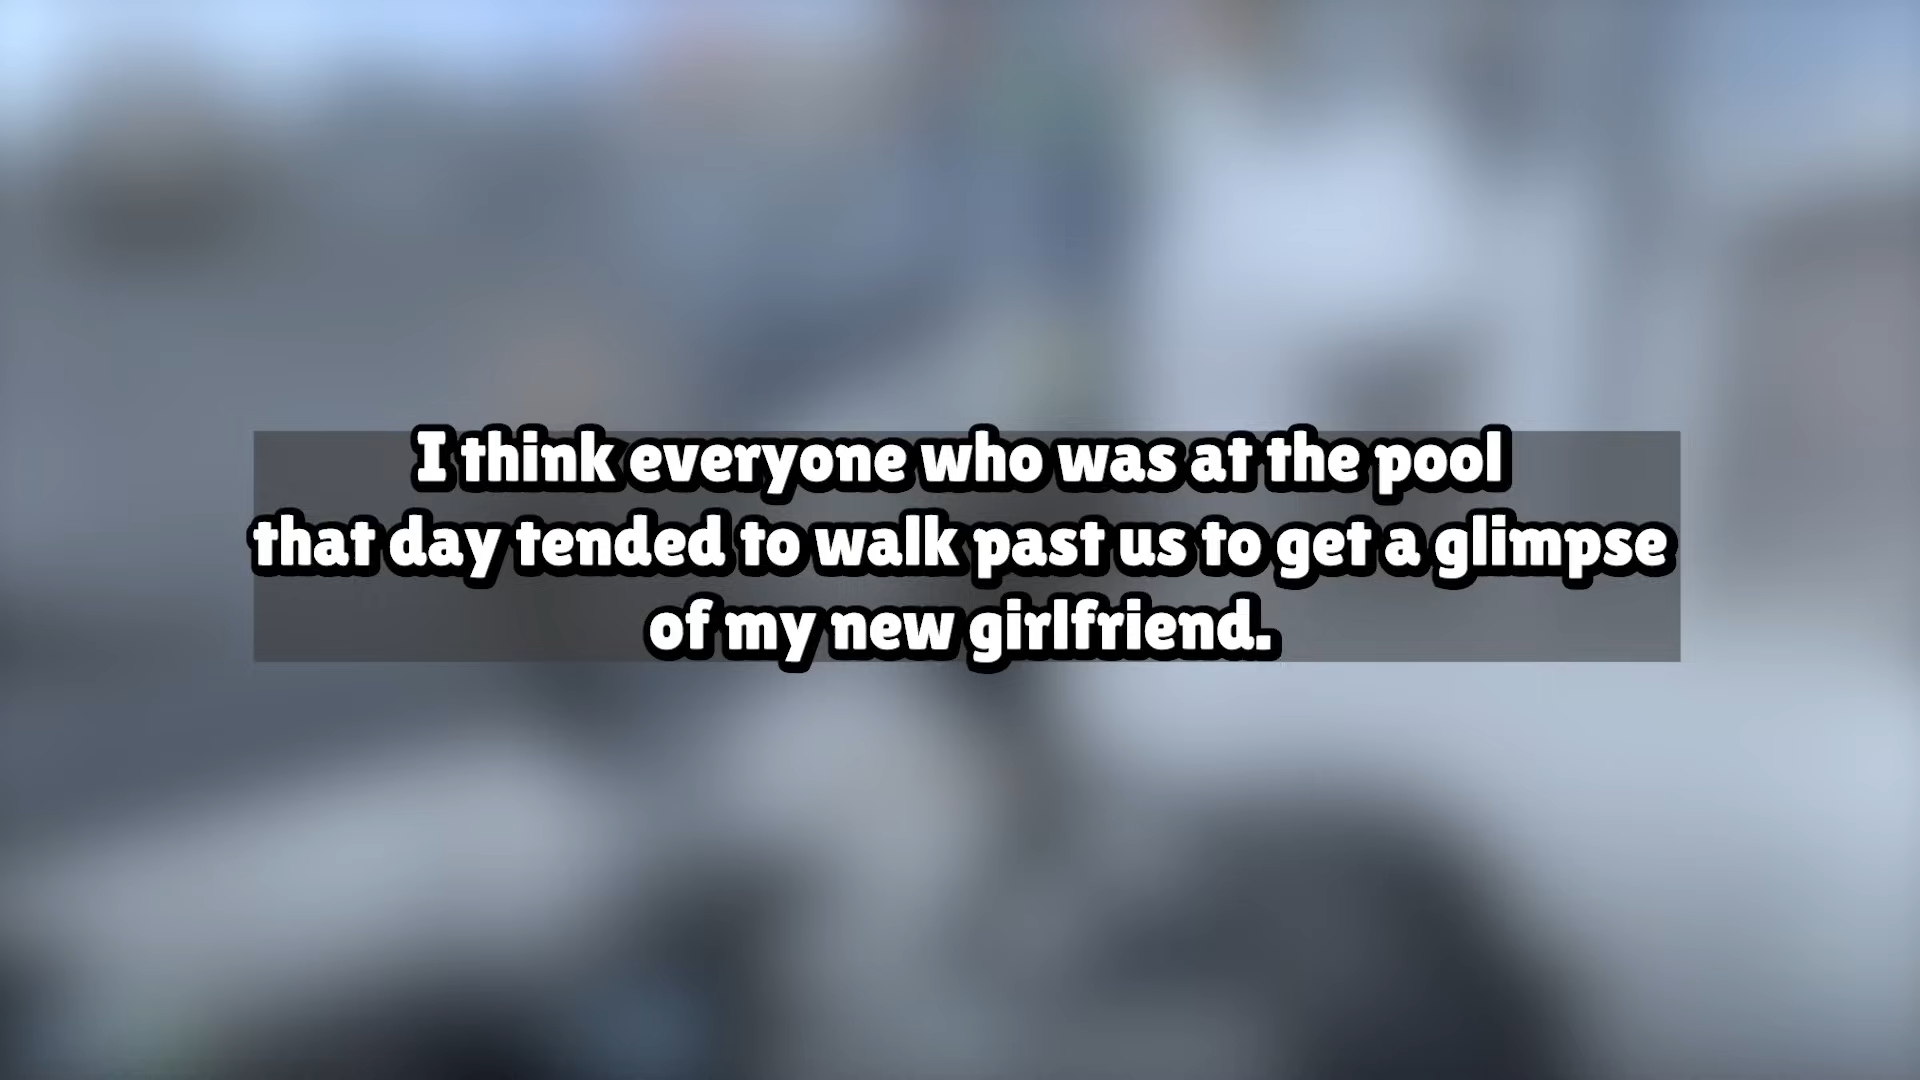 I think everyone who was at the pool
that day tended to walk past us to get a glimpse
of my new girlfriend.